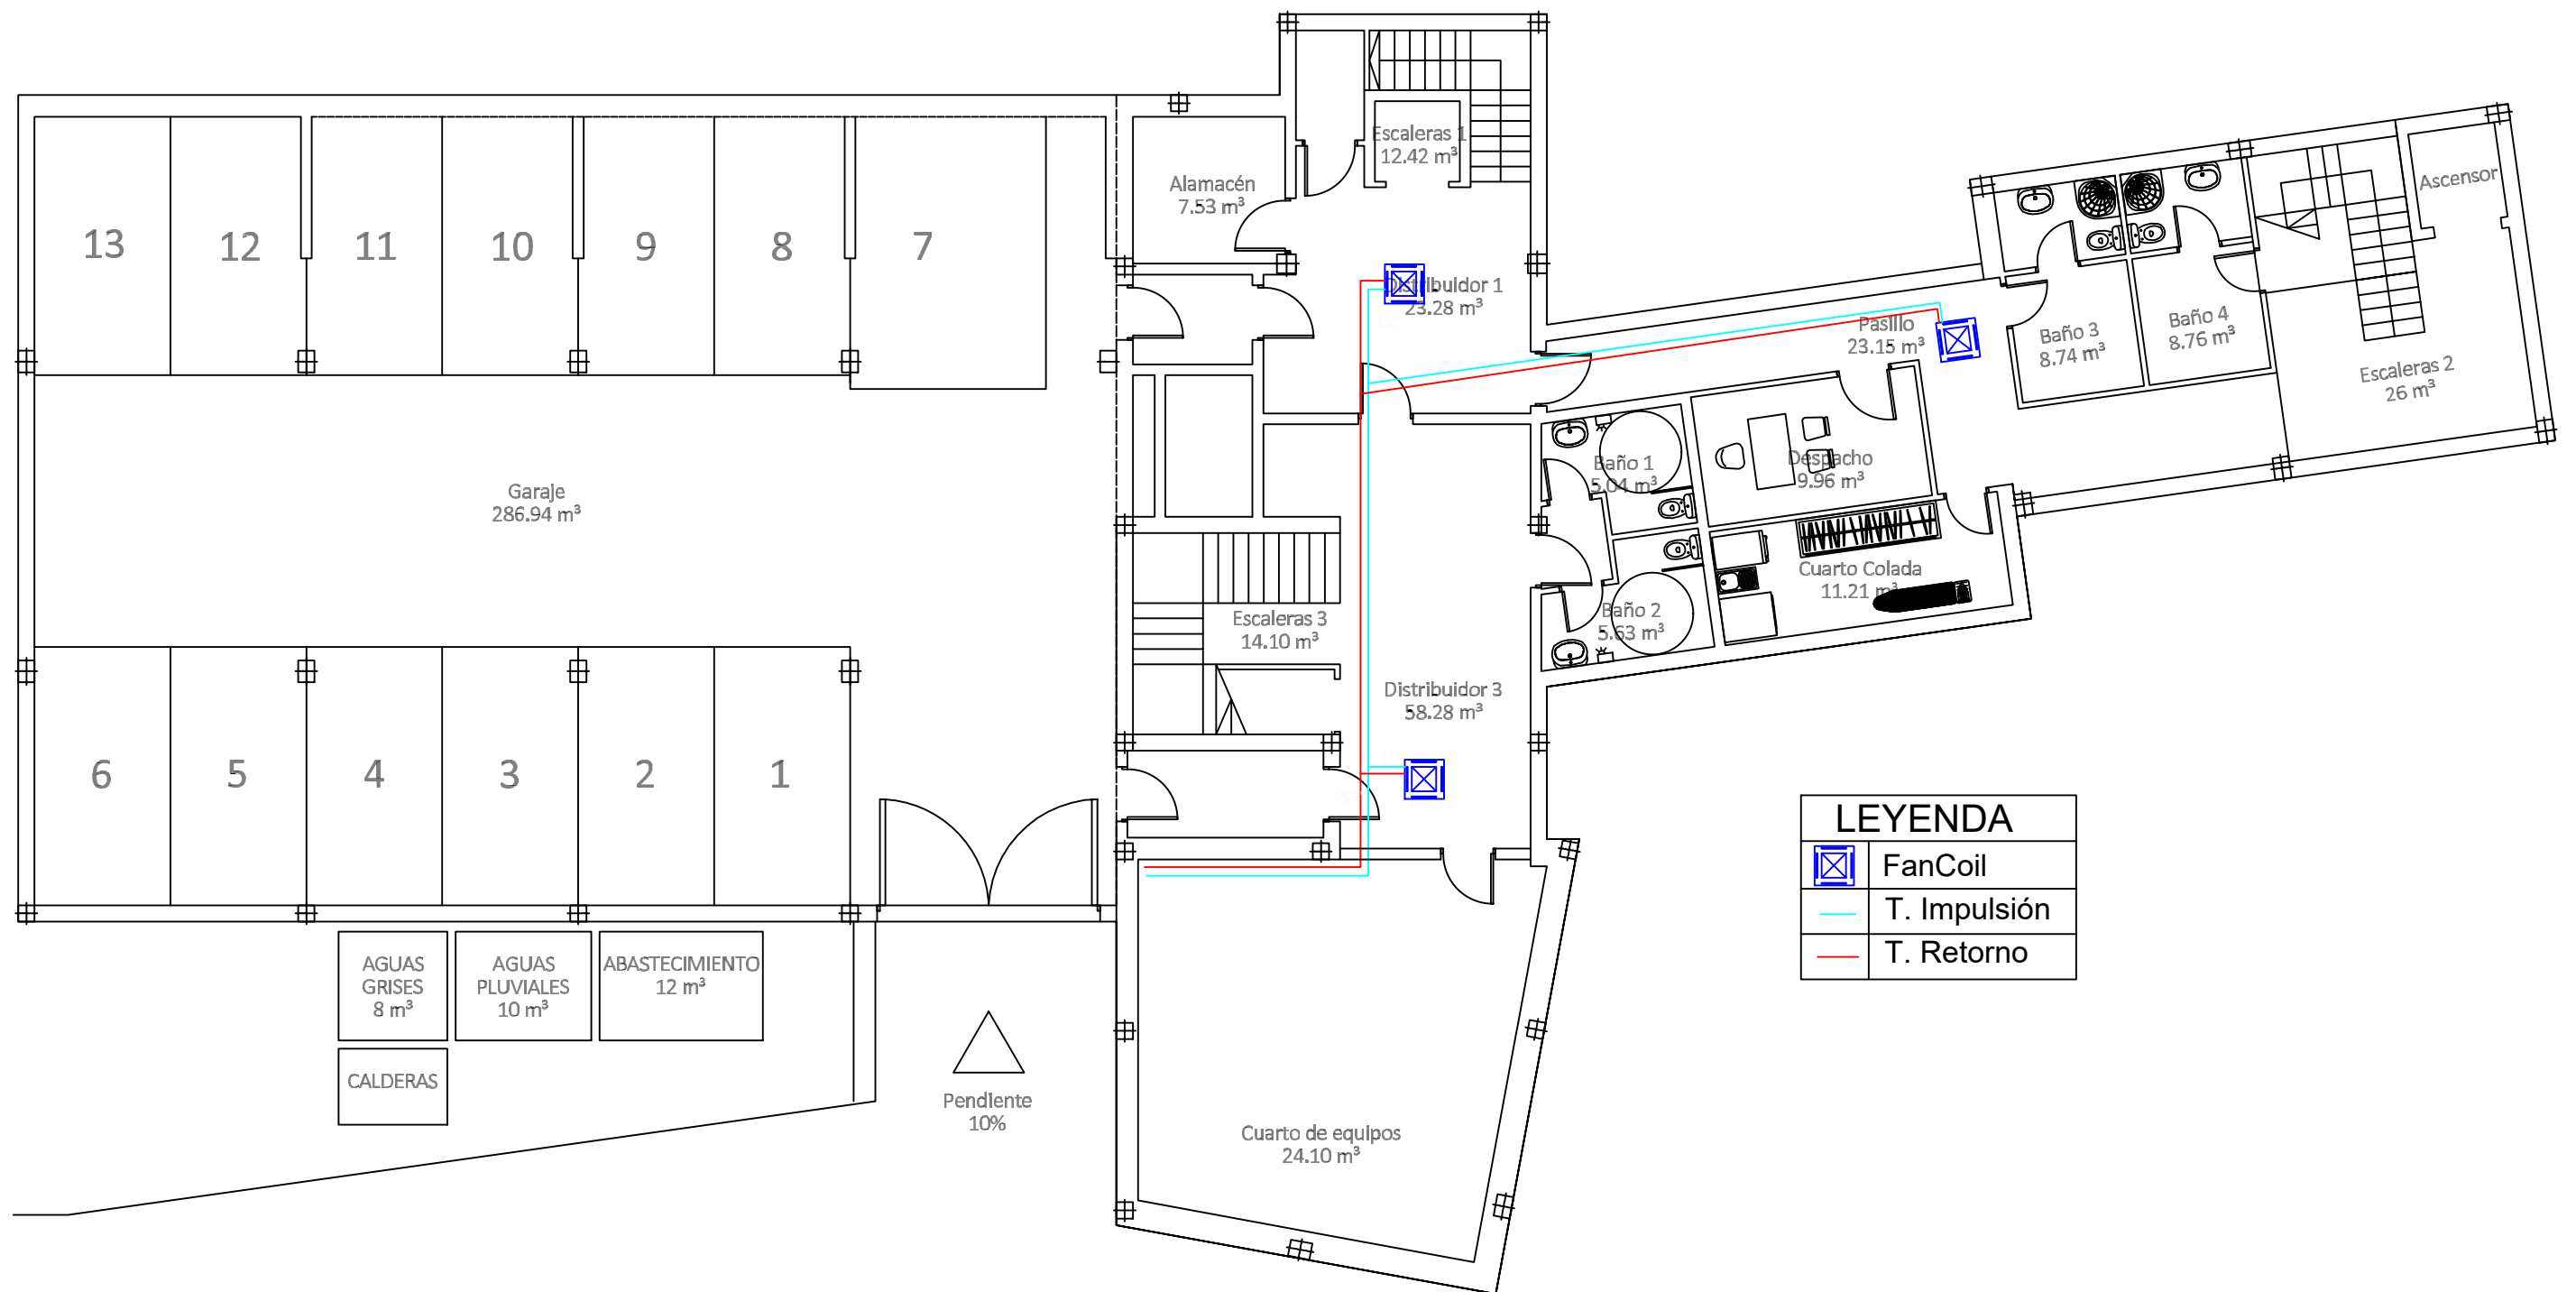 Escaleras 1
12.42 m³
Alamacén
7.53 m³
Ascensor
13
12
11
10
9
8
7
Distribuidor 1
23.28 m³
Pasillo
23.15 m³
Baño 3
8.74 m³
Baño 4
8.76 m³
Escaleras 2
26 m³
Garaje
286.94 m³
Baño 1
5.04 m³
Despacho
9.96 m³
Cuarto Colada
11.21 m³
Escaleras 3
14.10 m³
Baño 2
5.63 m³
Distribuidor 3
58.28 m³
6
5
4
3
2
1
LEYENDA
FanCoil
T. Impulsión
T. Retorno
AGUAS
GRISES
8 m³
AGUAS
PLUVIALES
10 m³
ABASTECIMIENTO
12 m³
CALDERAS
Pendiente
10%
Cuarto de equipos
24.10 m³